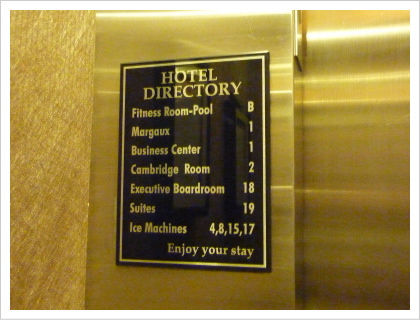 HOTEL
DIRECTORY
Fitness Room-Pool B
Margaux 1
Business Center 1
Cambridge Room 2
Executive Boardroom 18
Suites 19
Ice Machines 4,8,15,17
Enjoy your stay